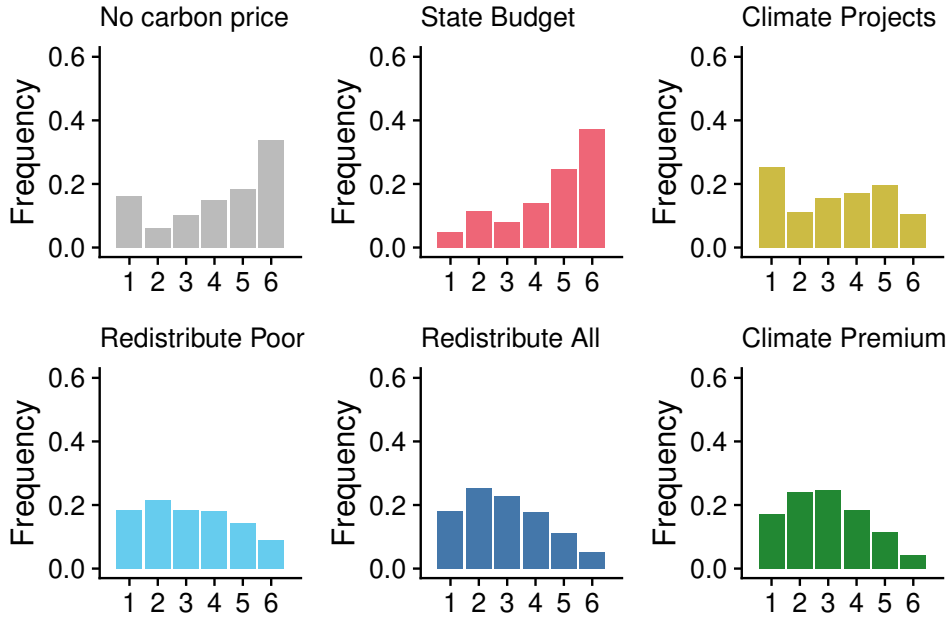 No carbon price
State Budget
Climate Projects
Frequency
0.6
0.4
0.2
0.0
1 2 3 4 5 6
Frequency
0.6
0.4
0.2
0.0
1 2 3 4 5 6
Frequency
0.6
0.4
0.2
0.0
1 2 3 4 5 6
Redistribute Poor
Redistribute All
Climate Premium
Frequency
0.6
0.4
0.2
0.0
1 2 3 4 5 6
Frequency
0.6
0.4
0.2
0.0
1 2 3 4 5 6
Frequency
0.6
0.4
0.2
0.0
1 2 3 4 5 6